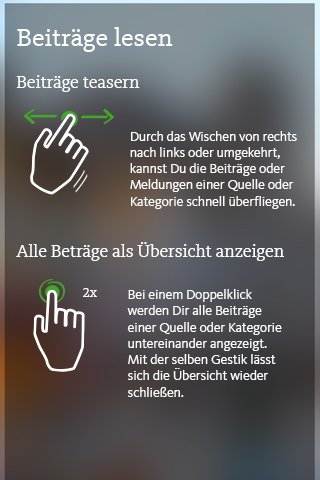 Beiträge lesen
Beiträge teasern
Durch das Wischen von rechts
nach links oder umgekehrt,
kannst Du die Beiträge oder
Meldungen einer Quelle oder
Kategorie schnell überfliegen.
Alle Beträge als Übersicht anzeigen
2x
Bei einem Doppelklick
werden Dir alle Beiträge
einer Quelle oder Kategorie
untereinander angezeigt.
Mit der selben Gestik lässt
sich die Übersicht wieder
schließen.